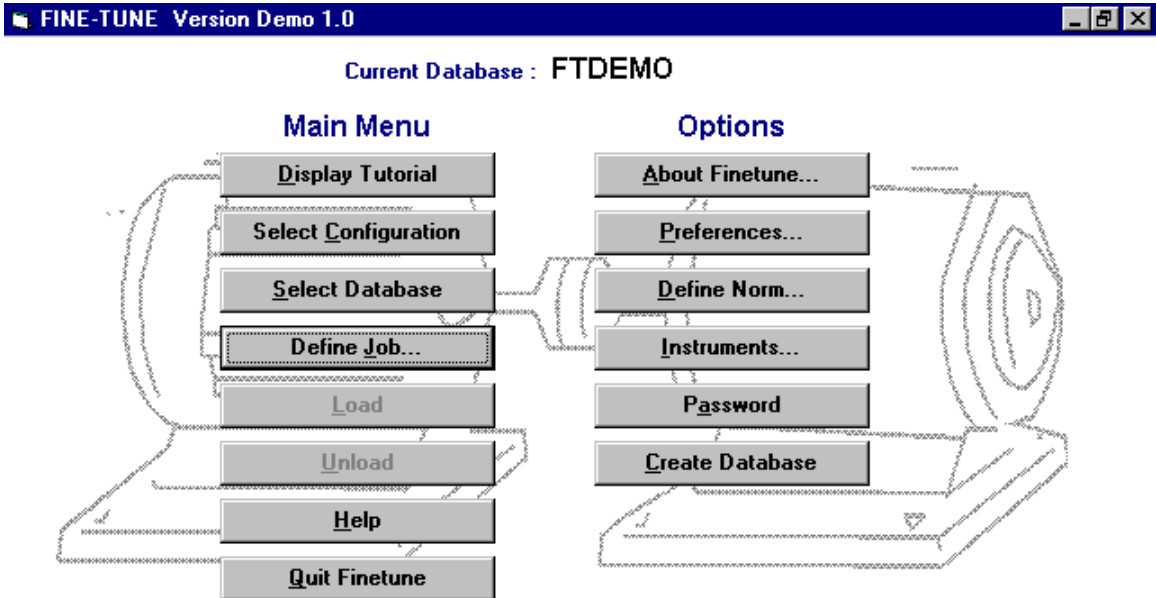 FINE-TUNE Version Demo 1.0
Current Database : FTDEMO
Main Menu
Display Tutorial
Select Configuration
Select Database
Define Job...
Load
Unload
Help
Quit Finetune
Options
About Finetune...
Preferences...
Define Norm...
Instruments...
Password
Create Database